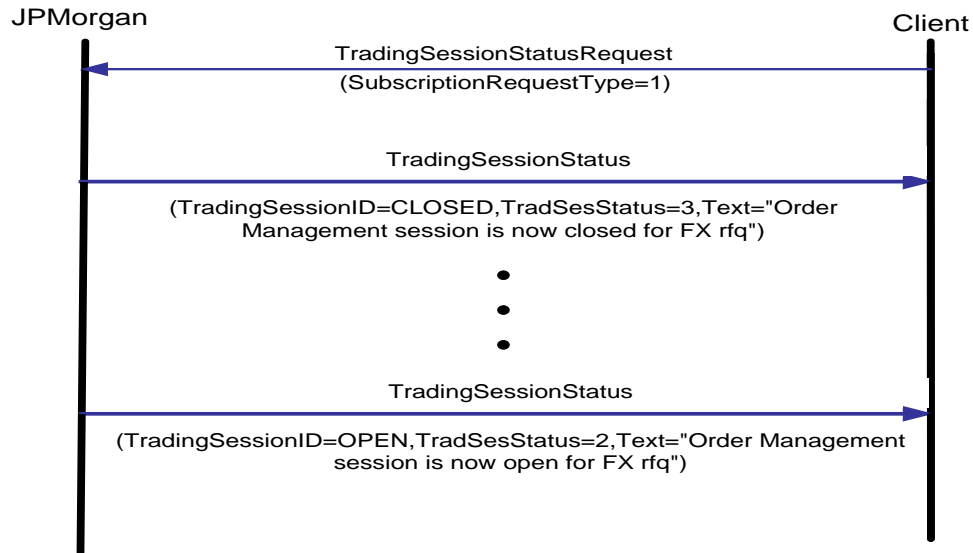 JPMorgan
Client
TradingSessionStatusRequest
(SubscriptionRequestType=1)
TradingSessionStatus
(TradingSessionID=CLOSED,TradSesStatus=3,Text="Order
Management session is now closed for FX rfq")
TradingSessionStatus
(TradingSessionID=OPEN,TradSesStatus=2,Text="Order Management
session is now open for FX rfq")